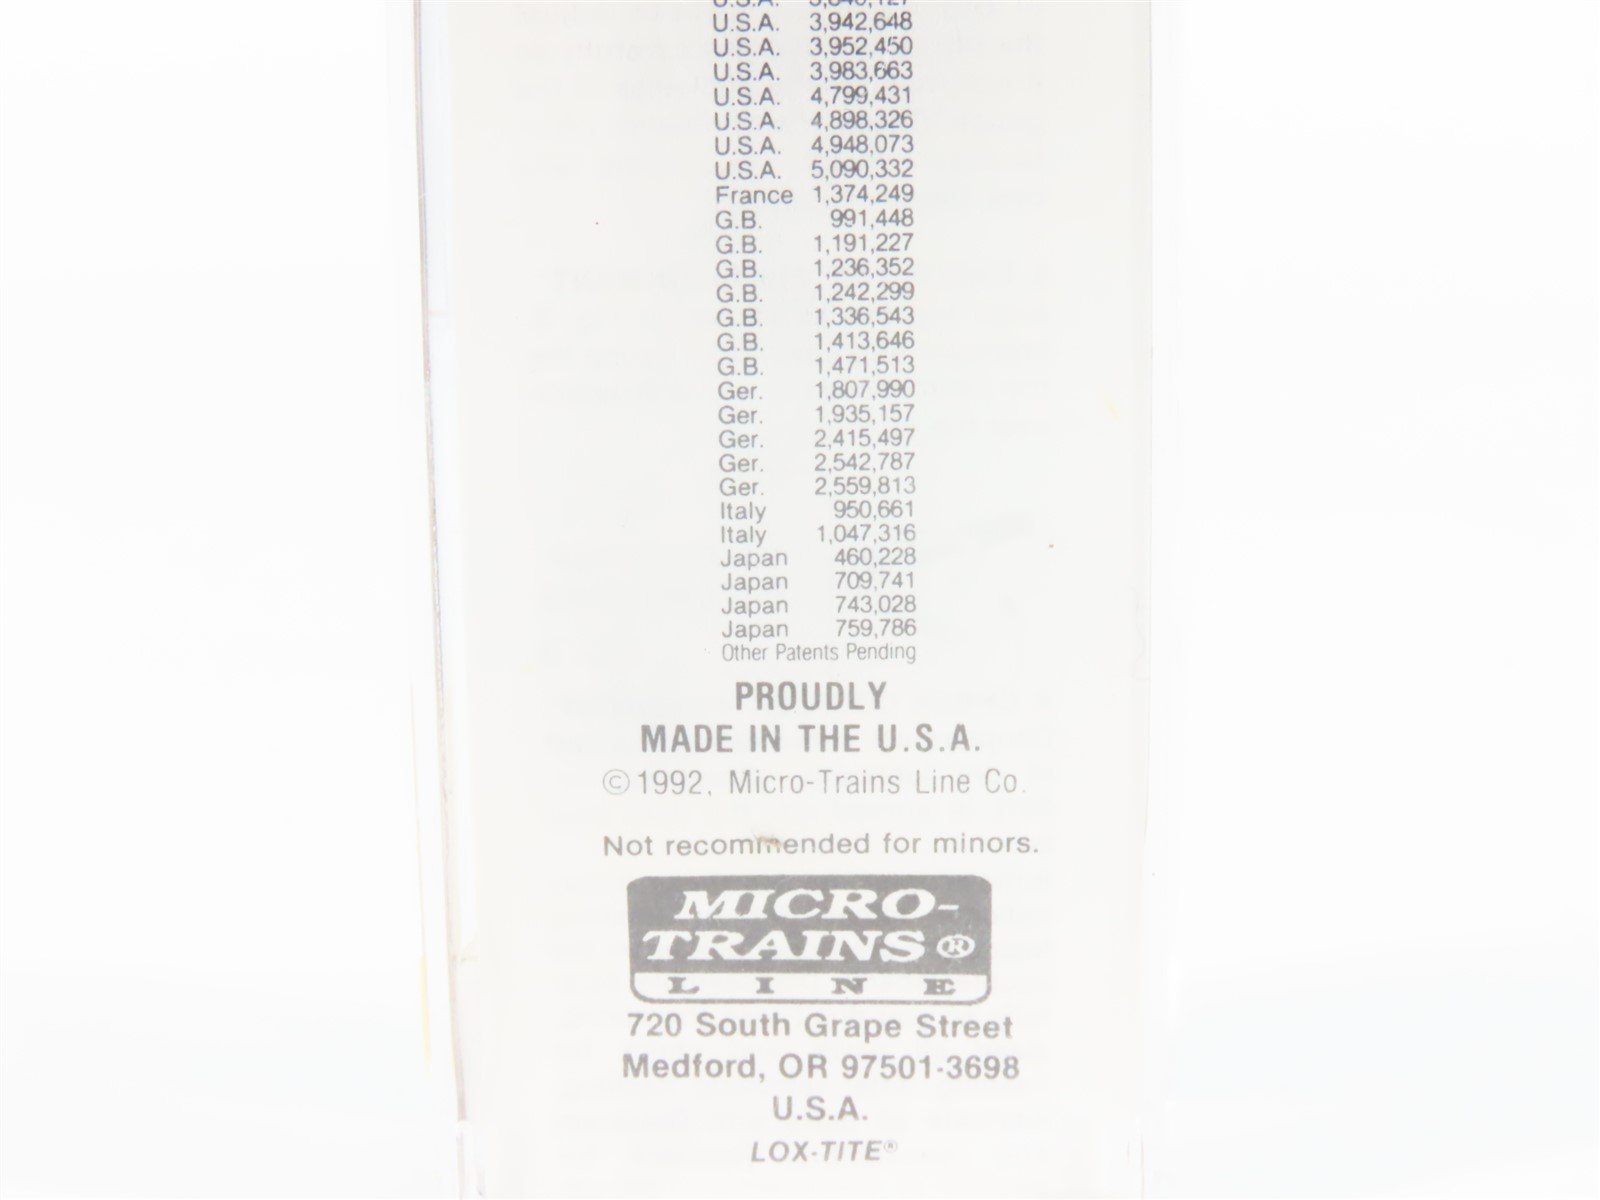 U.S.A. 3,840,127
U.S.A. 3,942,648
U.S.A. 3,952,450
U.S.A. 3,983,663
U.S.A. 4,799,431
U.S.A. 4,898,326
U.S.A. 4,948,073
U.S.A. 5,090,332
France 1,374,249
G.B. 991,448
G.B. 1,191,227
G.B. 1,236,352
G.B. 1,242,299
G.B. 1,336,543
G.B. 1,413,646
G.B. 1,471,513
Ger. 1,807,990
Ger. 1,935,157
Ger. 2,415,497
Ger. 2,542,787
Ger. 2,559,813
Italy 950,661
Italy 1,047,316
Japan 460,228
Japan 709,741
Japan 743,028
Japan 759,786
Other Patents Pending
PROUDLY
MADE IN THE U.S.A.
©1992, Micro-Trains Line Co.
Not recommended for minors.
MICRO-
TRAINS®
LINE
720 South Grape Street
Medford, OR 97501-3698
U.S.A.
LOX-TITE®